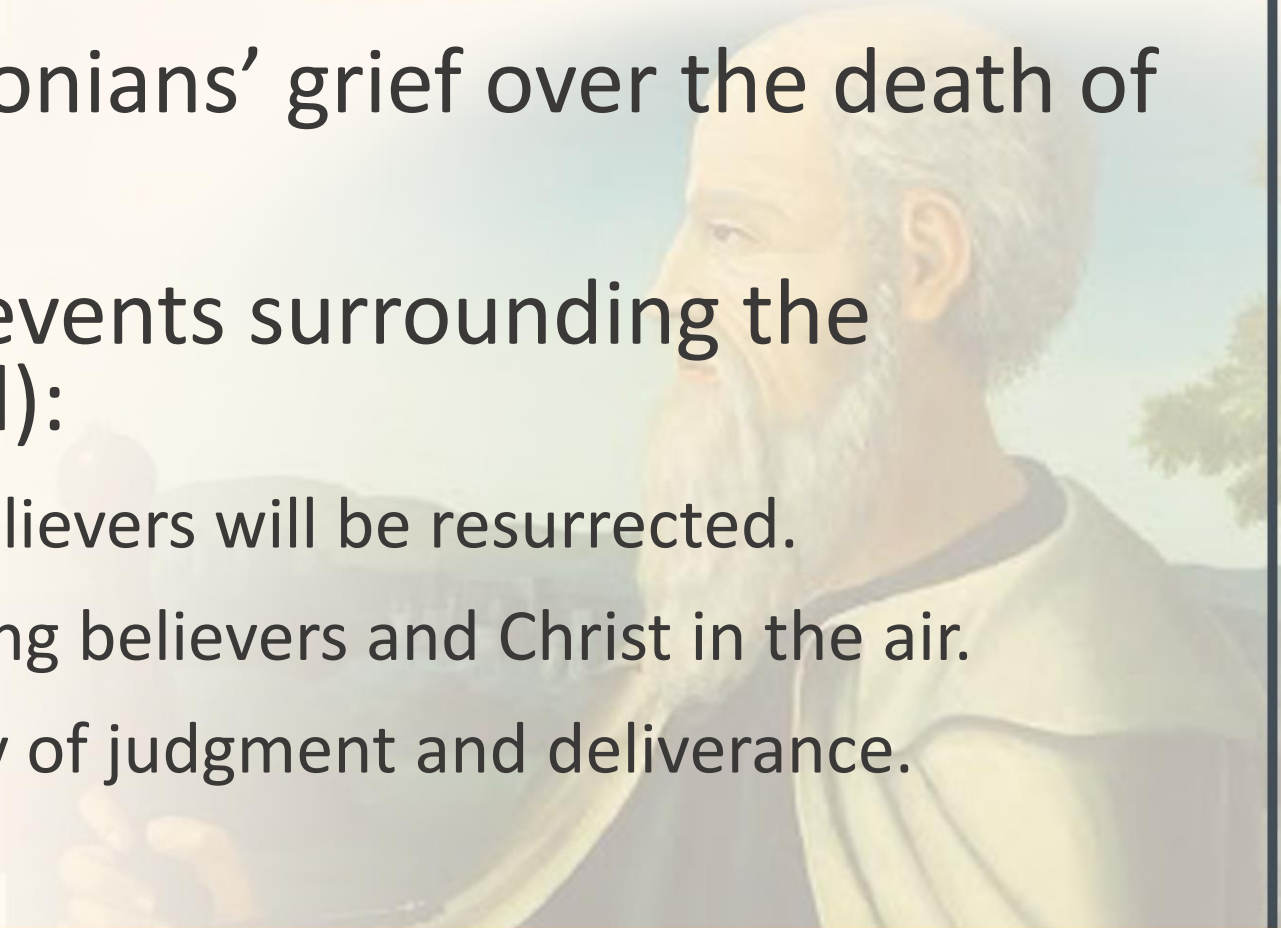 onians’ grief over the death of
events surrounding the
):
lievers will be resurrected.
ng believers and Christ in the air.
of judgment and deliverance.